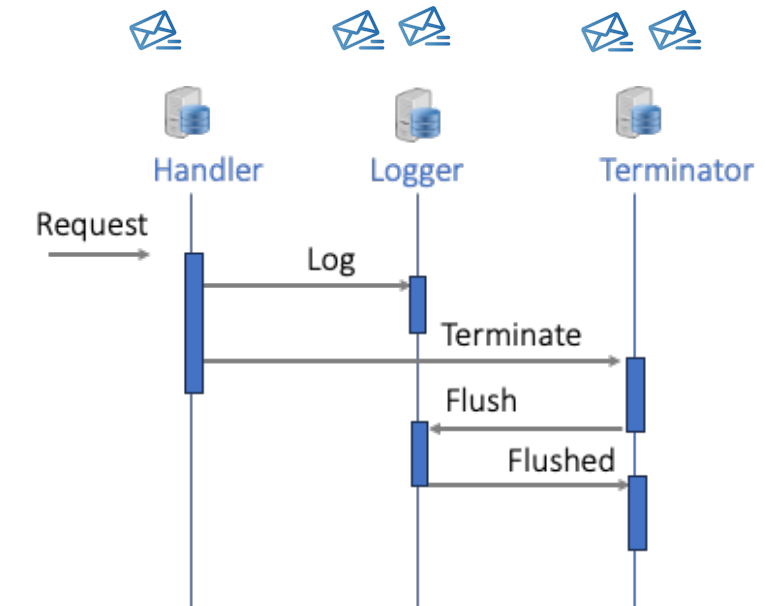 Handler
Logger
Terminator
Request
Log
Terminate
Flush
Flushed